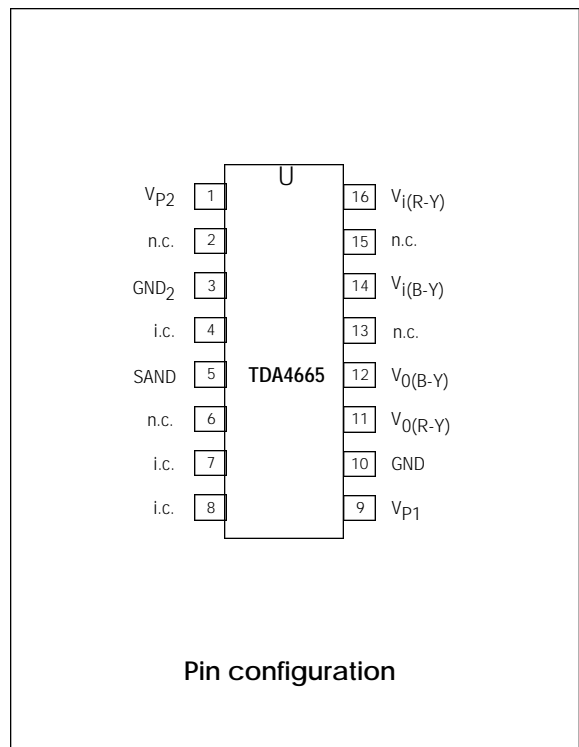 U
V_P2 1 16 V_i(R-Y)
n.c. 2 15 n.c.
GND_2 3 14 V_i(B-Y)
i.c. 4 13 n.c.
SAND 5 TDA4665 12 V_0(B-Y)
n.c. 6 11 V_0(R-Y)
i.c. 7 10 GND
i.c. 8 9 V_P1
Pin configuration